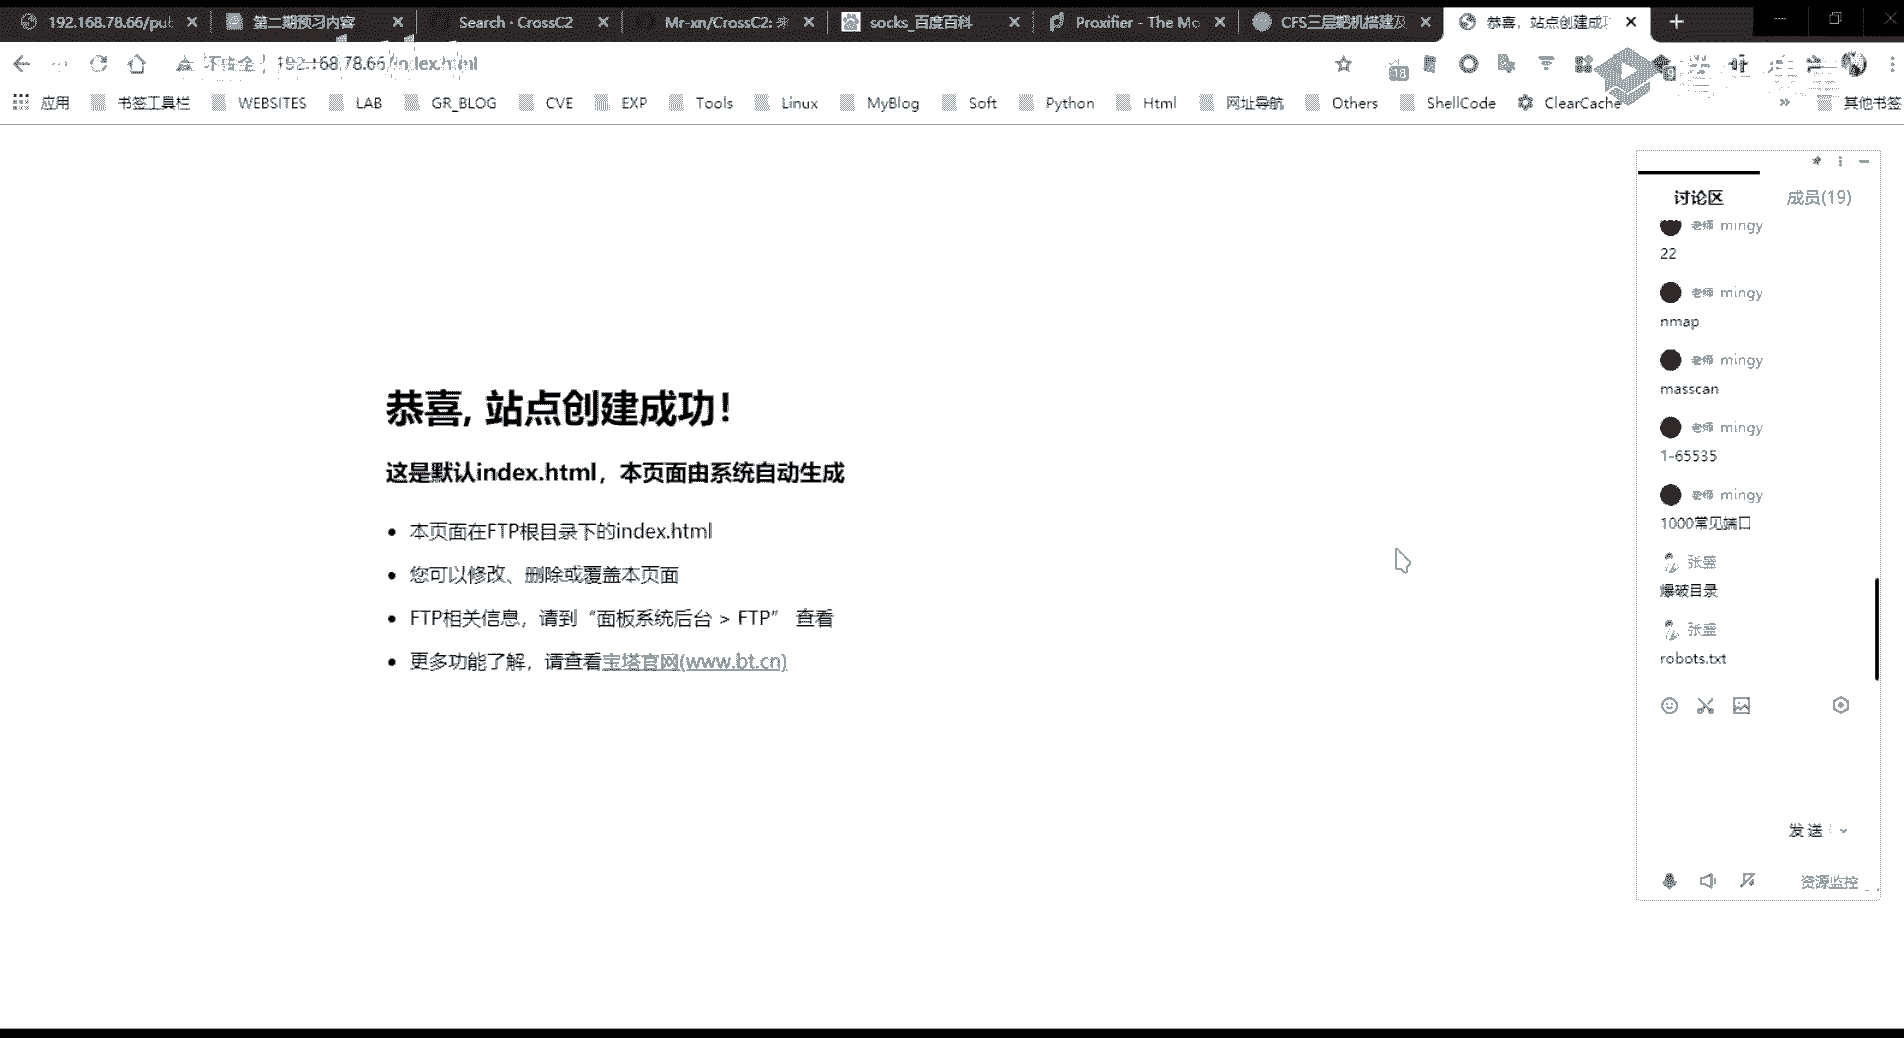 192.168.78.66/put
第二期预习内容
Search · CrossC2
Mr-xn/CrossC2: 来
socks_百度百科
Proxifier - The Mo
CFS三层靶机搭建及
恭喜，站点创建成功
不安全
192.168.78.66/index.html
18
9
应用
书签工具栏
WEBSITES
LAB
GR_BLOG
CVE
EXP
Tools
Linux
MyBlog
Soft
Python
Html
网址导航
Others
ShellCode
ClearCache
»
其他书签
恭喜, 站点创建成功！
这是默认index.html，本页面由系统自动生成
• 本页面在FTP根目录下的index.html
• 您可以修改、删除或覆盖本页面
• FTP相关信息，请到“面板系统后台 > FTP” 查看
• 更多功能了解，请查看宝塔官网(www.bt.cn)
讨论区
成员(19)
老师 mingy
22
老师 mingy
nmap
老师 mingy
masscan
老师 mingy
1-65535
老师 mingy
1000常见端口
张盛
爆破目录
张盛
robots.txt
发送
资源监控